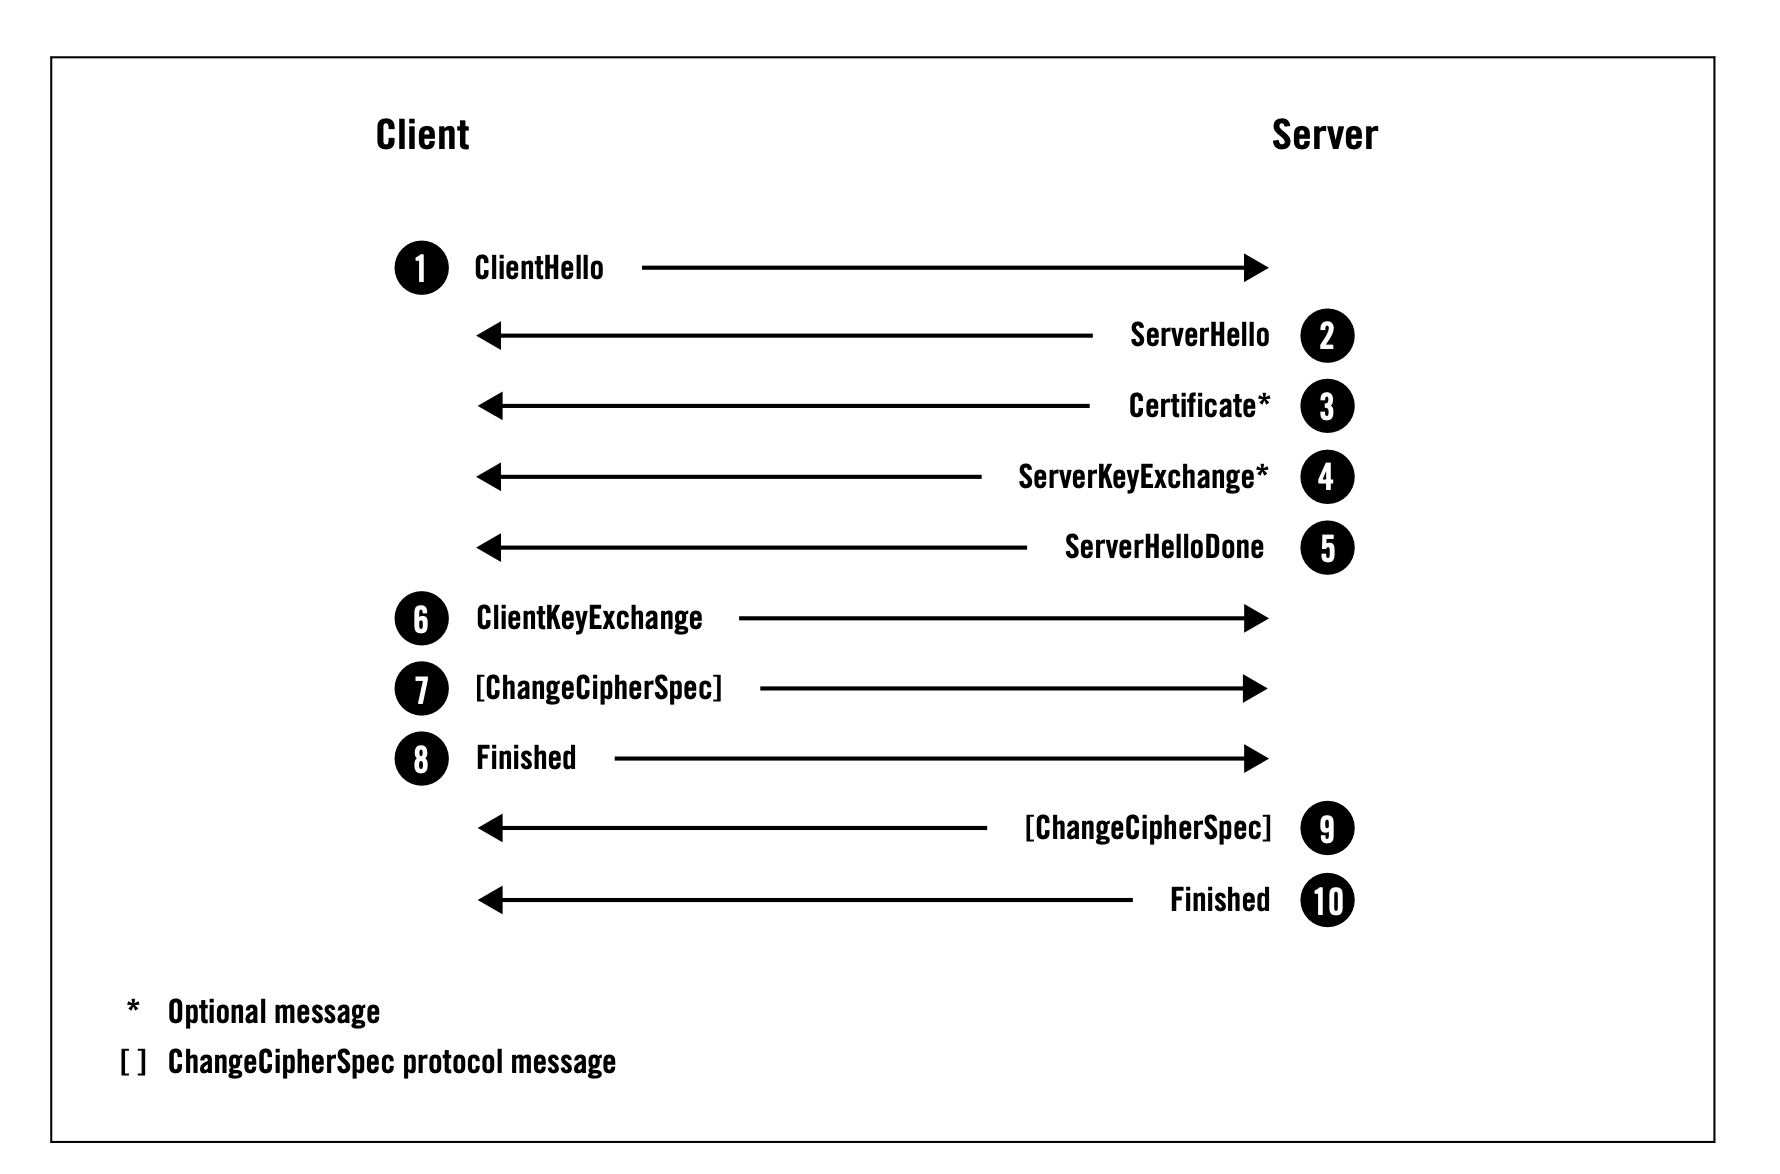 Client Server
1 ClientHello
ServerHello 2
Certificate* 3
ServerKeyExchange* 4
ServerHelloDone 5
6 ClientKeyExchange
7 [ChangeCipherSpec]
8 Finished
[ChangeCipherSpec] 9
Finished 10
* Optional message
[ ] ChangeCipherSpec protocol message